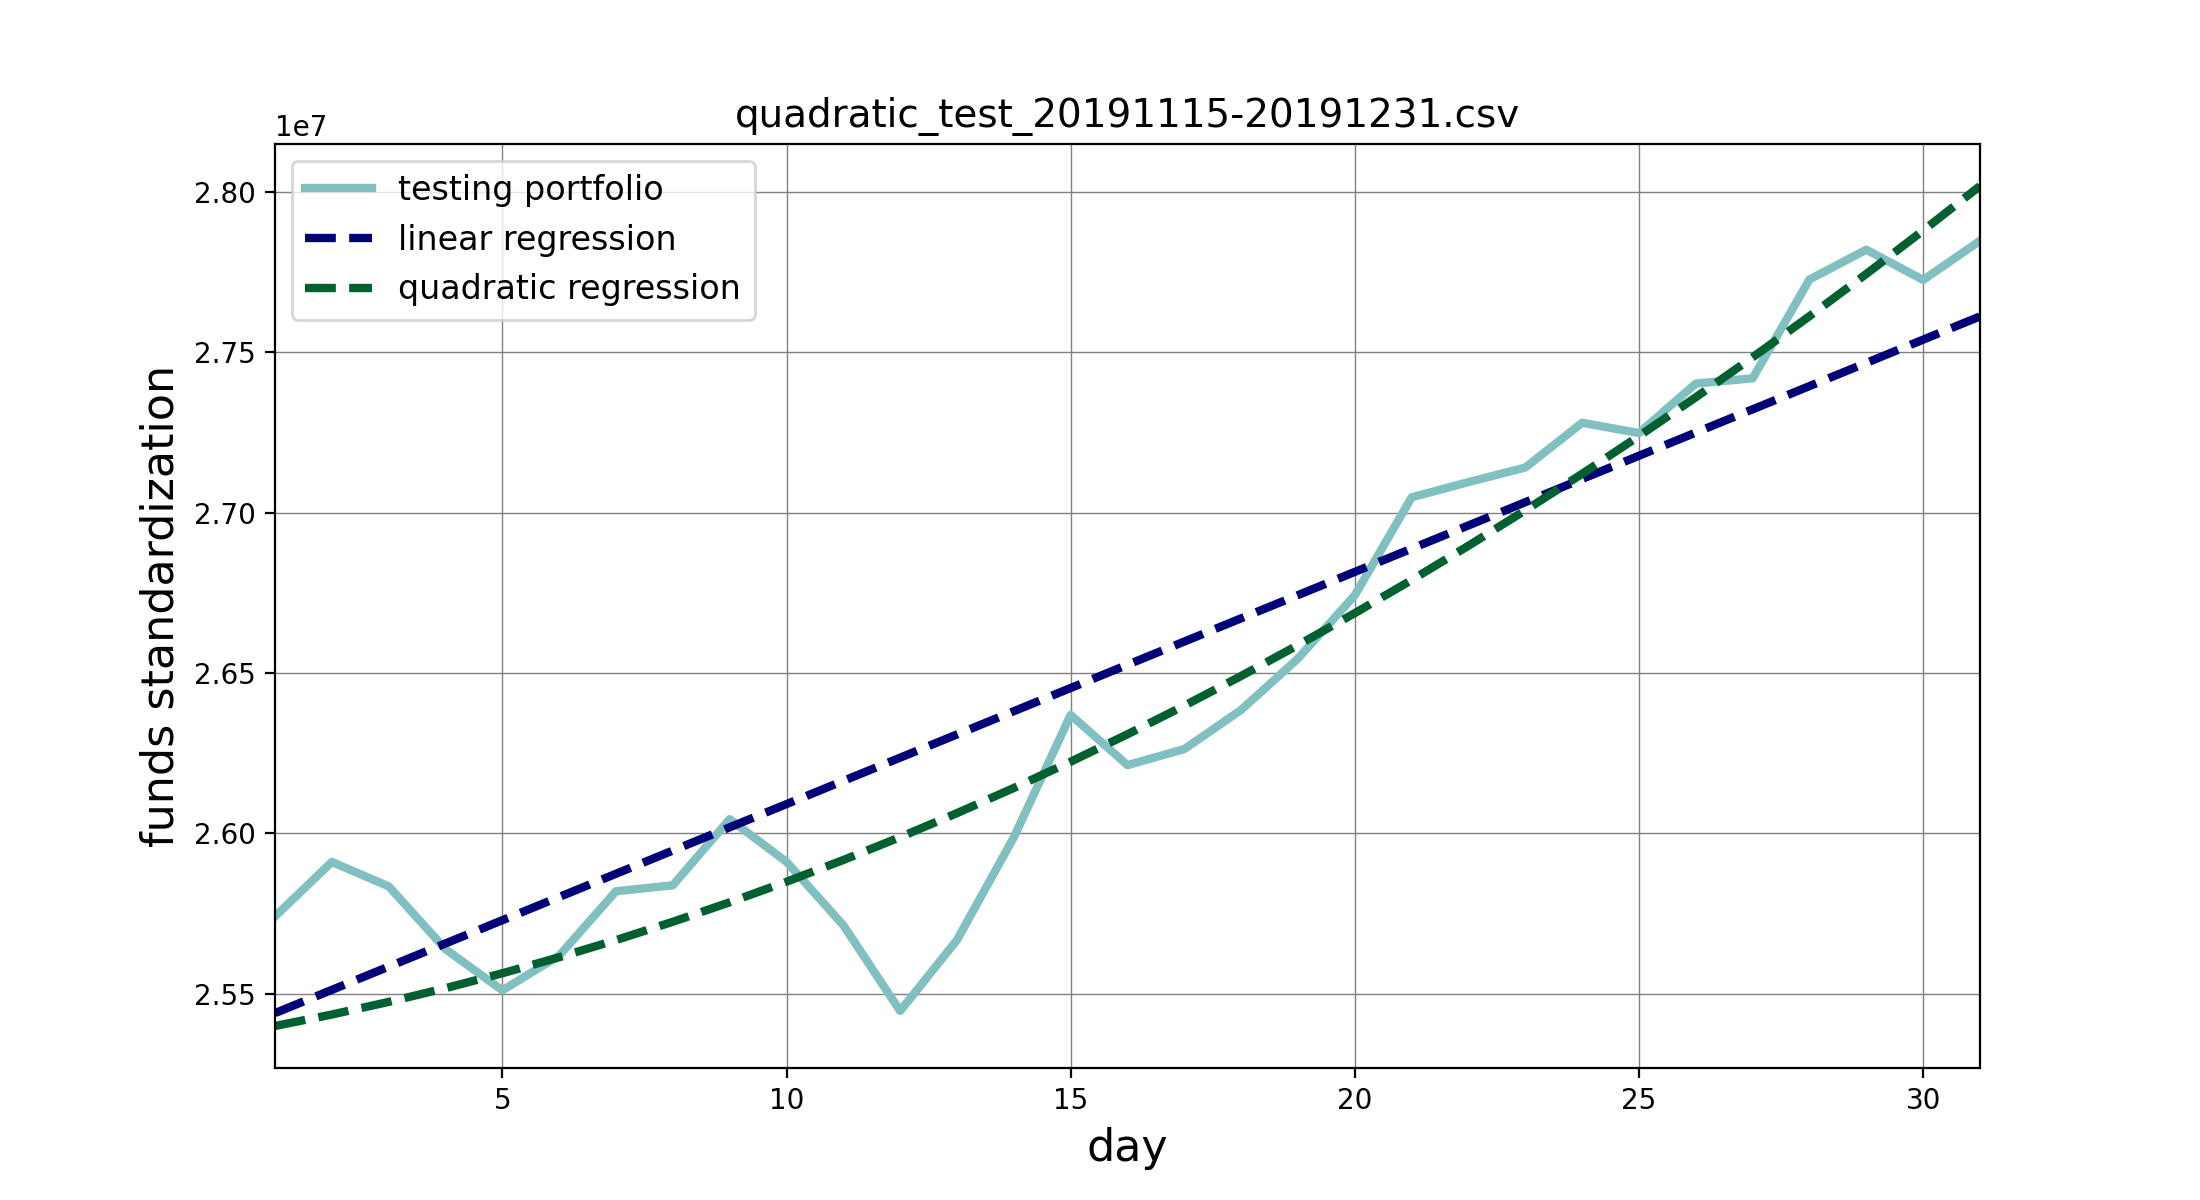 quadratic_test_20191115-20191231.csv
1e7
testing portfolio
linear regression
quadratic regression
2.80
2.75
2.70
2.65
2.60
2.55
funds standardization
5 10 15 20 25 30
day